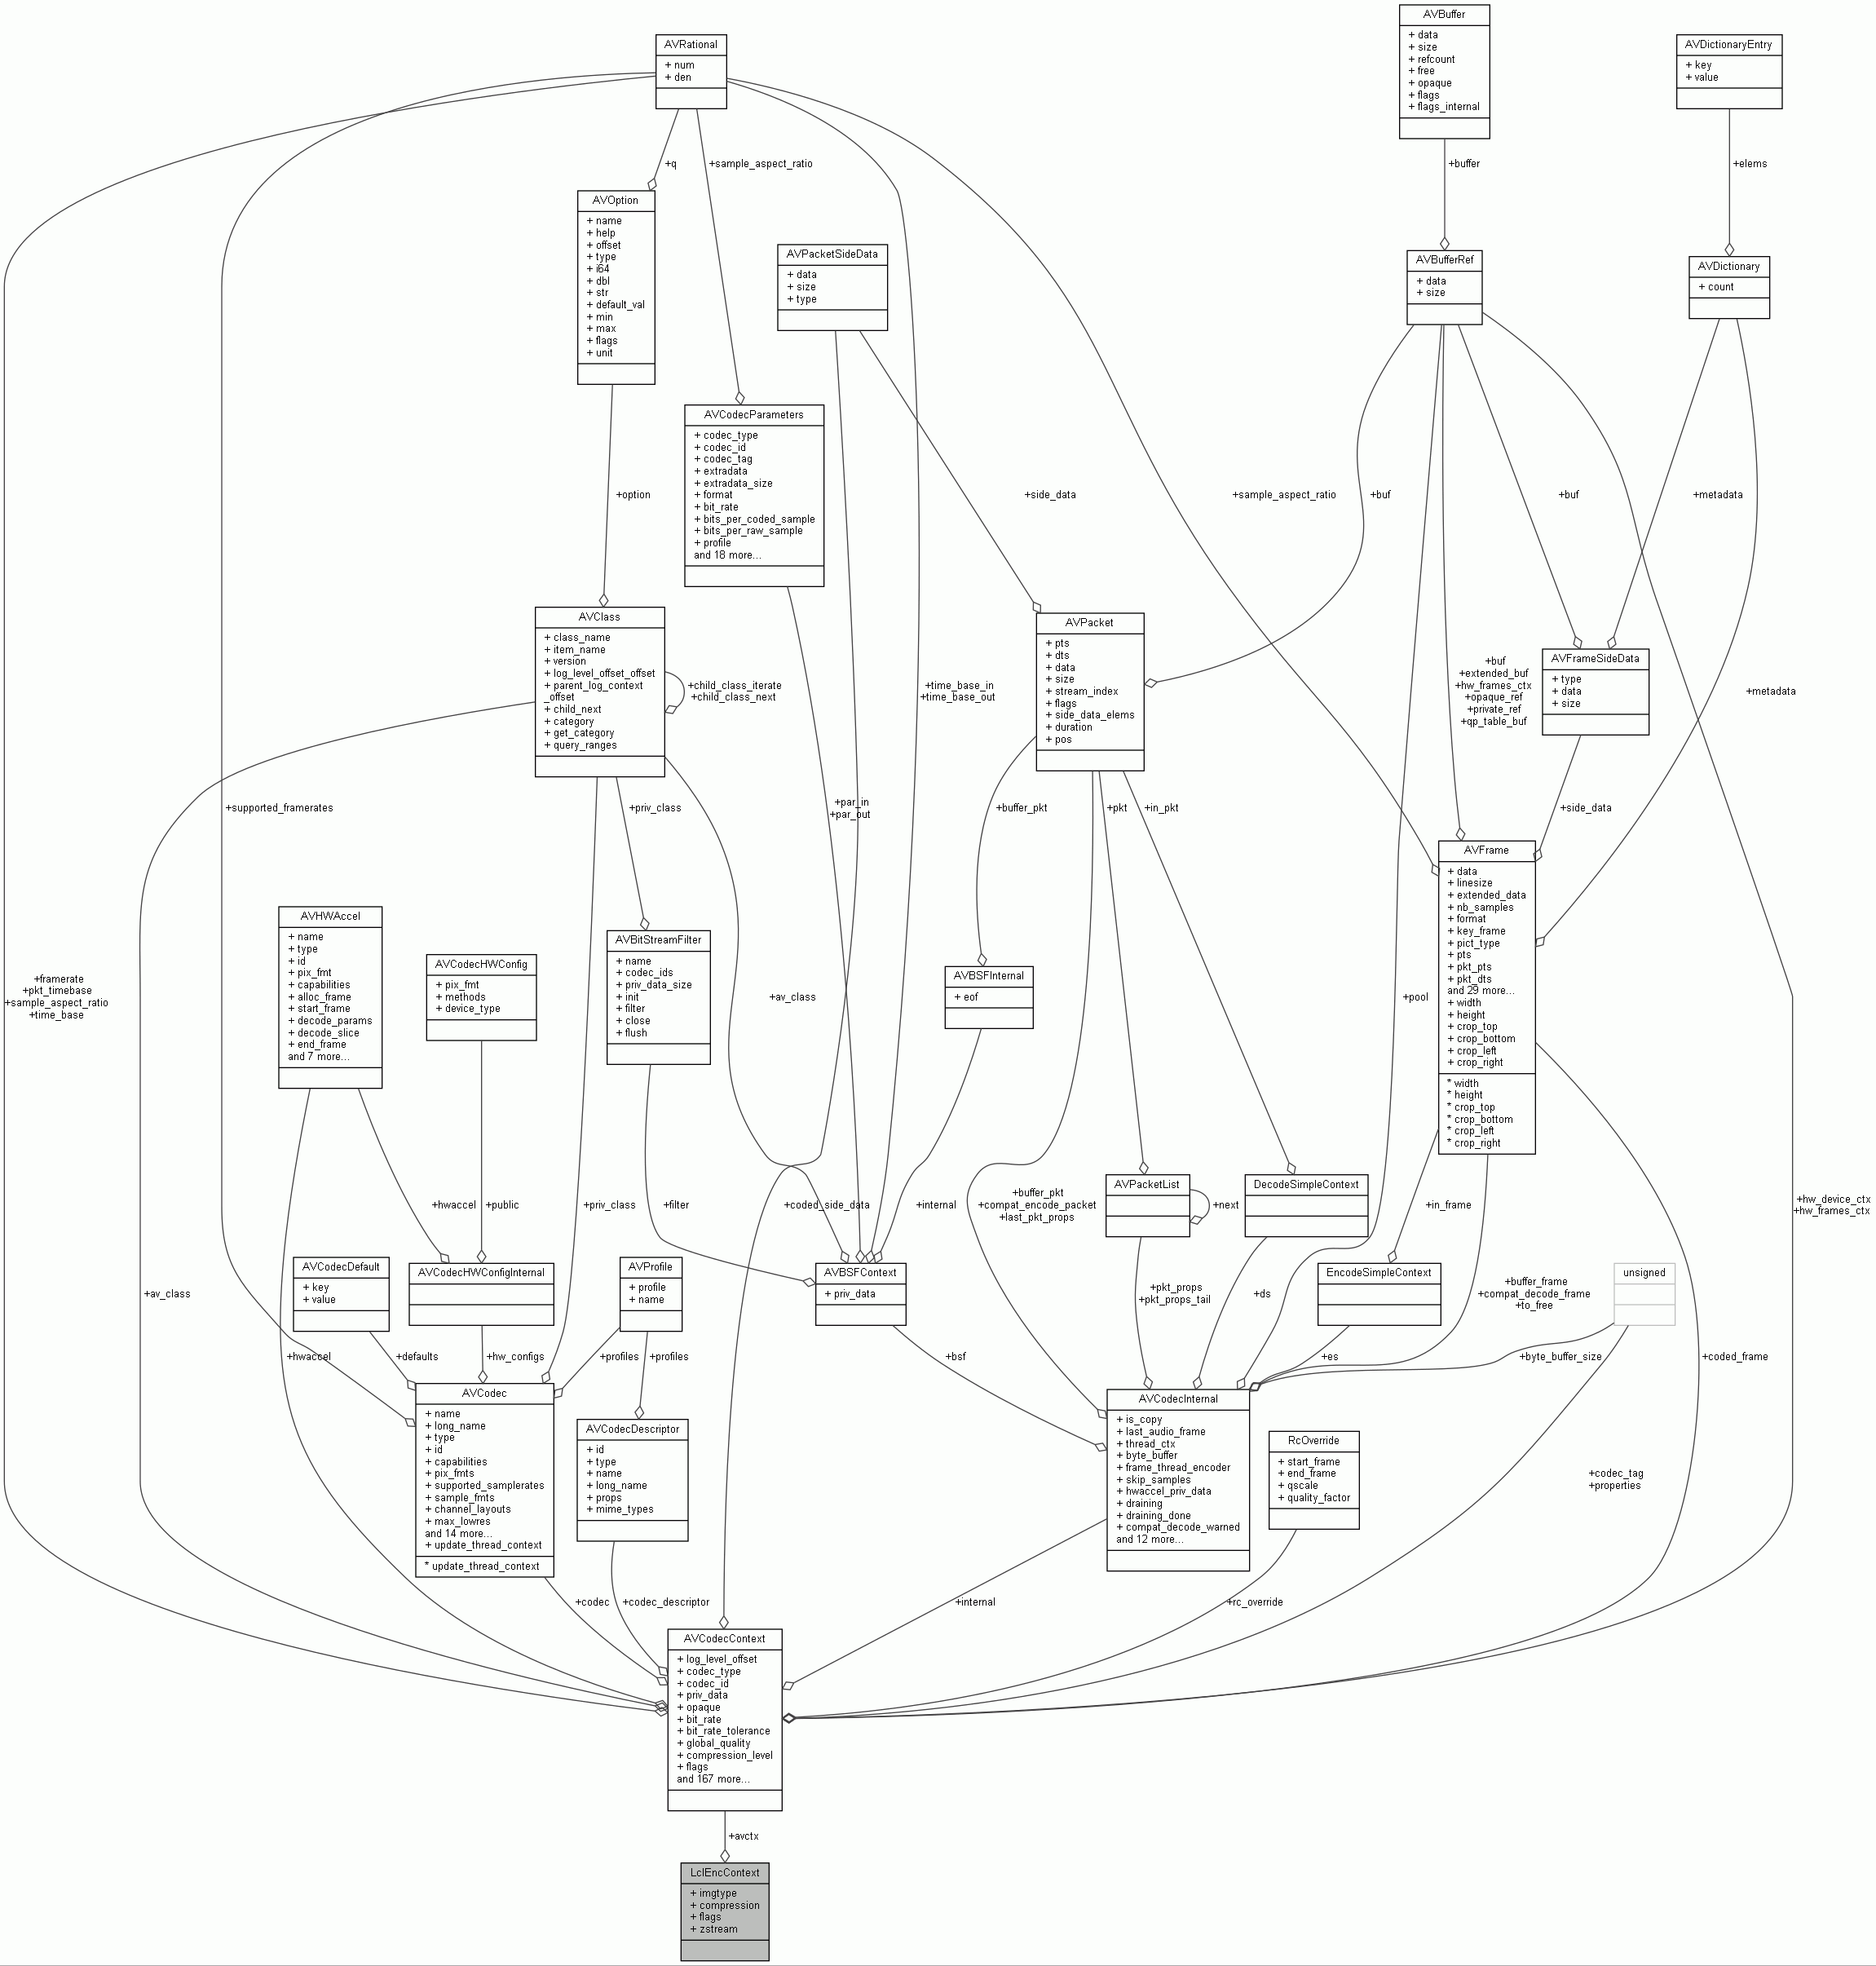 AVBuffer
+ data
+ size
+ refcount
+ free
+ opaque
+ flags
+ flags_internal
AVRational
+ num
+ den
AVDictionaryEntry
+ key
+ value
+q
+sample_aspect_ratio
+buffer
+elems
AVOption
+ name
+ help
+ offset
+ type
+ i64
+ dbl
+ str
+ default_val
+ min
+ max
+ flags
+ unit
AVPacketSideData
+ data
+ size
+ type
AVBufferRef
+ data
+ size
AVDictionary
+ count
AVCodecParameters
+ codec_type
+ codec_id
+ codec_tag
+ extradata
+ extradata_size
+ format
+ bit_rate
+ bits_per_coded_sample
+ bits_per_raw_sample
+ profile
and 18 more...
+option
+side_data
+sample_aspect_ratio
+buf
+buf
+metadata
AVClass
+ class_name
+ item_name
+ version
+ log_level_offset_offset
+ parent_log_context
_offset
+ child_next
+ category
+ get_category
+ query_ranges
+child_class_iterate
+child_class_next
+time_base_in
+time_base_out
AVPacket
+ pts
+ dts
+ data
+ size
+ stream_index
+ flags
+ side_data_elems
+ duration
+ pos
+buf
+extended_buf
+hw_frames_ctx
+opaque_ref
+private_ref
+qp_table_buf
AVFrameSideData
+ type
+ data
+ size
+metadata
+supported_framerates
+priv_class
+par_in
+par_out
+buffer_pkt
+pkt
+in_pkt
+side_data
AVFrame
+ data
+ linesize
+ extended_data
+ nb_samples
+ format
+ key_frame
+ pict_type
+ pts
+ pkt_pts
+ pkt_dts
and 29 more...
+ width
+ height
+ crop_top
+ crop_bottom
+ crop_left
+ crop_right
* width
* height
* crop_top
* crop_bottom
* crop_left
* crop_right
AVHWAccel
+ name
+ type
+ id
+ pix_fmt
+ capabilities
+ alloc_frame
+ start_frame
+ decode_params
+ decode_slice
+ end_frame
and 7 more...
AVCodecHWConfig
+ pix_fmt
+ methods
+ device_type
AVBitStreamFilter
+ name
+ codec_ids
+ priv_data_size
+ init
+ filter
+ close
+ flush
AVBSFInternal
+ eof
+framerate
+pkt_timebase
+sample_aspect_ratio
+time_base
+av_class
+pool
+hwaccel
+public
+priv_class
+filter
+coded_side_data
+internal
+buffer_pkt
+compat_encode_packet
+last_pkt_props
AVPacketList
+next
DecodeSimpleContext
+in_frame
+hw_device_ctx
+hw_frames_ctx
AVCodecDefault
+ key
+ value
AVCodecHWConfigInternal
AVProfile
+ profile
+ name
AVBSFContext
+ priv_data
+pkt_props
+pkt_props_tail
+ds
EncodeSimpleContext
+buffer_frame
+compat_decode_frame
+to_free
unsigned
+av_class
+hwaccel
+defaults
+hw_configs
+profiles
+profiles
+bsf
+es
+byte_buffer_size
+coded_frame
AVCodec
+ name
+ long_name
+ type
+ id
+ capabilities
+ pix_fmts
+ supported_samplerates
+ sample_fmts
+ channel_layouts
+ max_lowres
and 14 more...
+ update_thread_context
* update_thread_context
AVCodecDescriptor
+ id
+ type
+ name
+ long_name
+ props
+ mime_types
AVCodecInternal
+ is_copy
+ last_audio_frame
+ thread_ctx
+ byte_buffer
+ frame_thread_encoder
+ skip_samples
+ hwaccel_priv_data
+ draining
+ draining_done
+ compat_decode_warned
and 12 more...
RcOverride
+ start_frame
+ end_frame
+ qscale
+ quality_factor
+codec_tag
+properties
+codec
+codec_descriptor
+internal
+rc_override
AVCodecContext
+ log_level_offset
+ codec_type
+ codec_id
+ priv_data
+ opaque
+ bit_rate
+ bit_rate_tolerance
+ global_quality
+ compression_level
+ flags
and 167 more...
+avctx
LclEncContext
+ imgtype
+ compression
+ flags
+ zstream